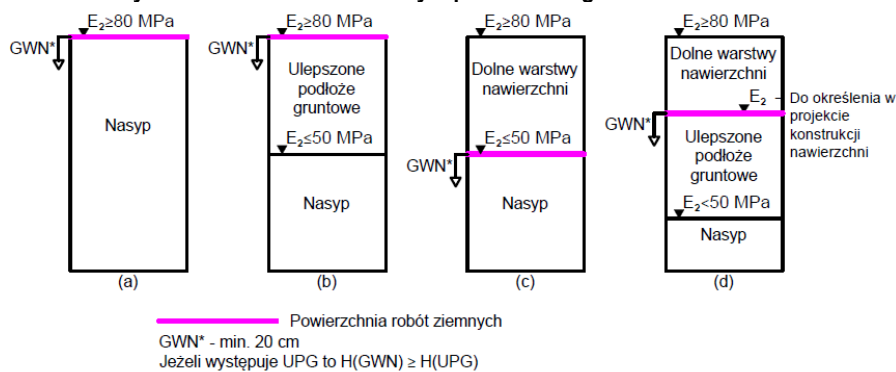 E₂≥80 MPa
GWN*
Nasyp
(a)
E₂≥80 MPa
GWN*
Ulepszone
podłoże
gruntowe
E₂≤50 MPa
Nasyp
(b)
E₂≥80 MPa
Dolne warstwy
nawierzchni
E₂≤50 MPa
GWN*
Nasyp
(c)
E₂≥80 MPa
Dolne warstwy
nawierzchni
E₂ - Do określenia w
projekcie
konstrukcji
nawierzchni
GWN*
Ulepszone
podłoże
gruntowe
E₂<50 MPa
Nasyp
(d)
Powierzchnia robót ziemnych
GWN* - min. 20 cm
Jeżeli występuje UPG to H(GWN) ≥ H(UPG)